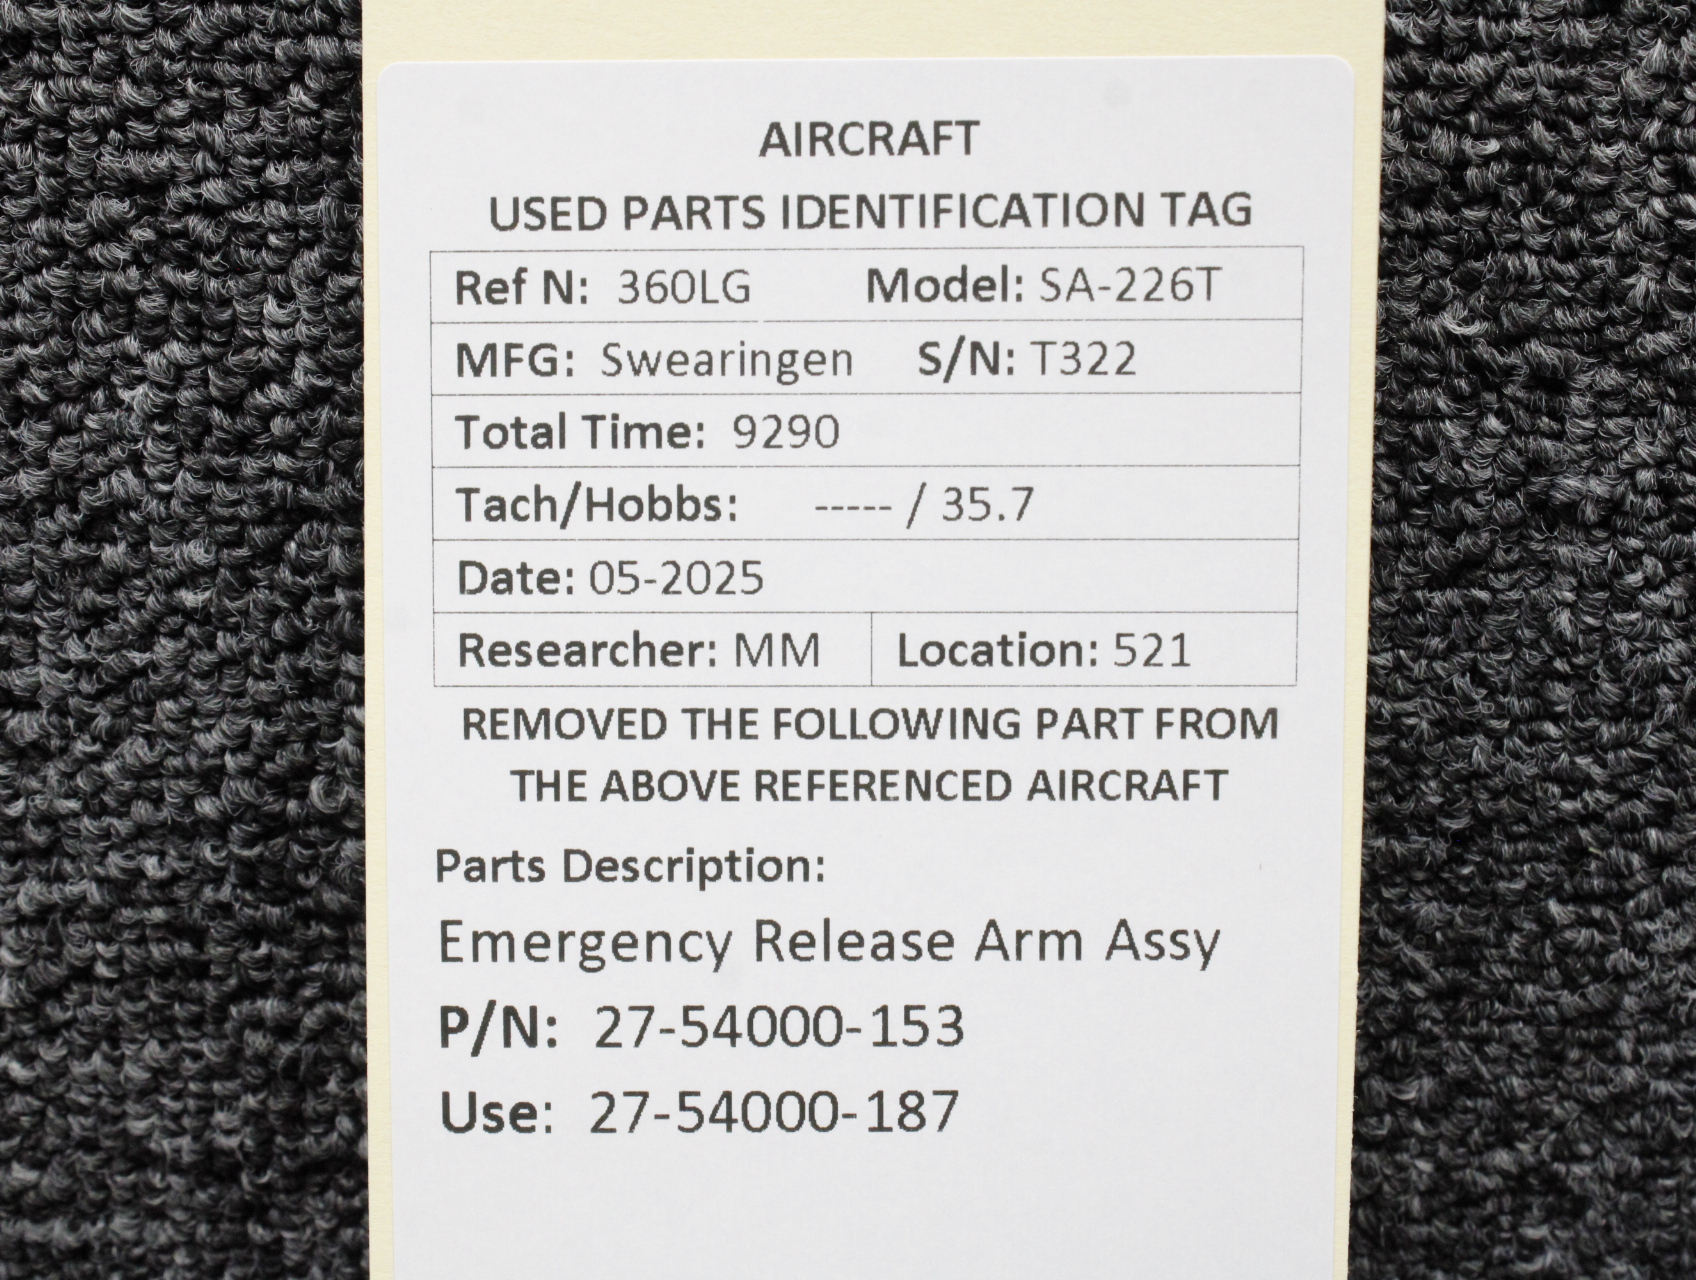 AIRCRAFT
USED PARTS IDENTIFICATION TAG
Ref N: 360LG Model: SA-226T
MFG: Swearingen S/N: T322
Total Time: 9290
Tach/Hobbs: ----- / 35.7
Date: 05-2025
Researcher: MM Location: 521
REMOVED THE FOLLOWING PART FROM
THE ABOVE REFERENCED AIRCRAFT
Parts Description:
Emergency Release Arm Assy
P/N: 27-54000-153
Use: 27-54000-187